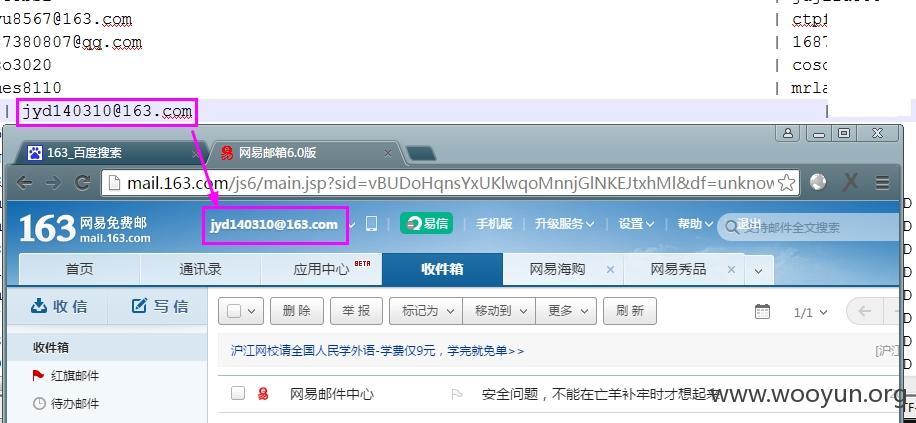 u8567@163.com | ctpf
7380807@qq.com | 1687
o3020 | cosc
es8110 | mrla
| jyd140310@163.com |
163_百度搜索 × 网易邮箱6.0版 ×
mail.163.com/js6/main.jsp?sid=vBUDoHqnsYxUKlwqoMnnjGlNKEJtxhMl&df=unknow
163 网易免费邮 jyd140310@163.com 易信 | 手机版 | 升级服务 | 设置 | 帮助 | 退出 支持邮件全文搜索
mail.163.com
首页 通讯录 应用中心 BETA 收件箱 网易海购 × 网易秀品 ×
收信 写信 删除 举报 标记为 移动到 更多 刷新 1/1
收件箱 沪江网校请全国人民学外语-学费仅9元，学完就免单>> [沪江
红旗邮件 网易邮件中心 安全问题，不能在亡羊补牢时才想起来
待办邮件
www.wooyun.org